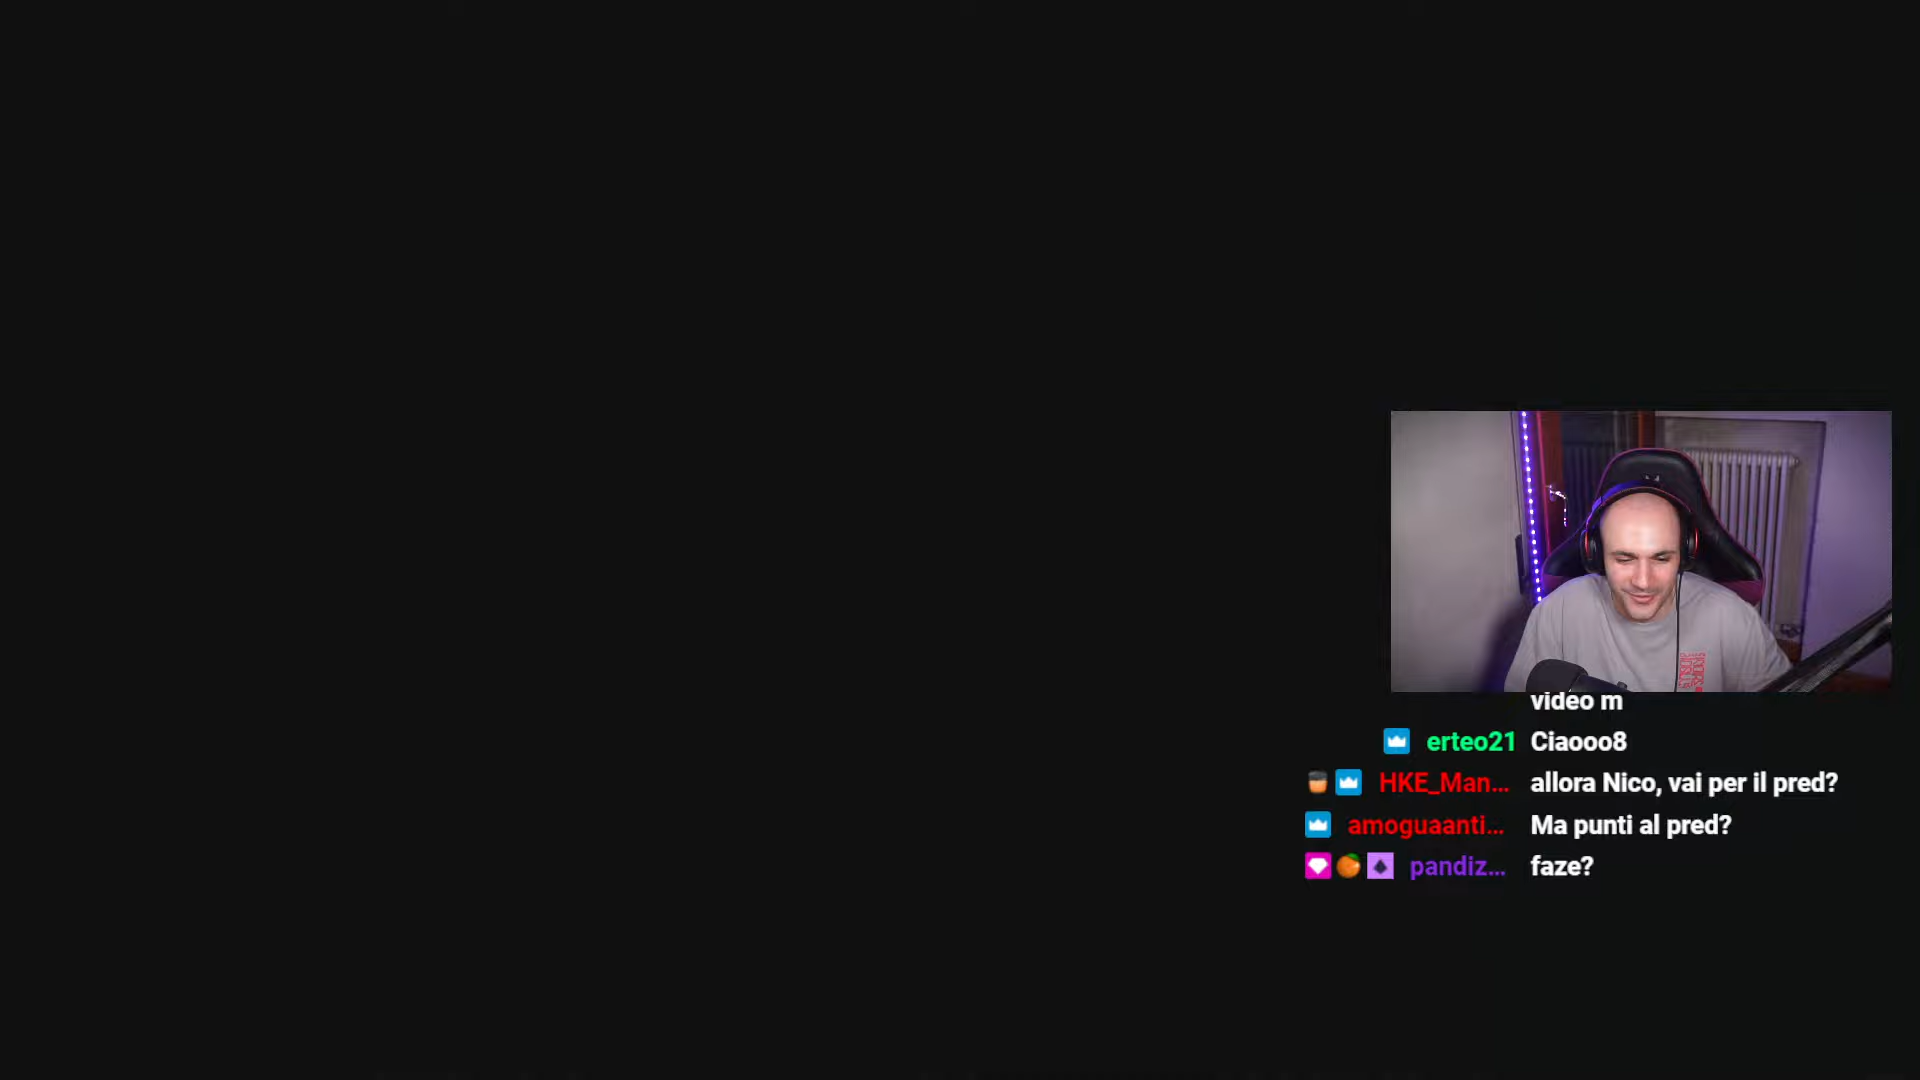 video m
erteo21 Ciaooo8
HKE_Man... allora Nico, vai per il pred?
amoguaanti... Ma punti al pred?
pandiz... faze?